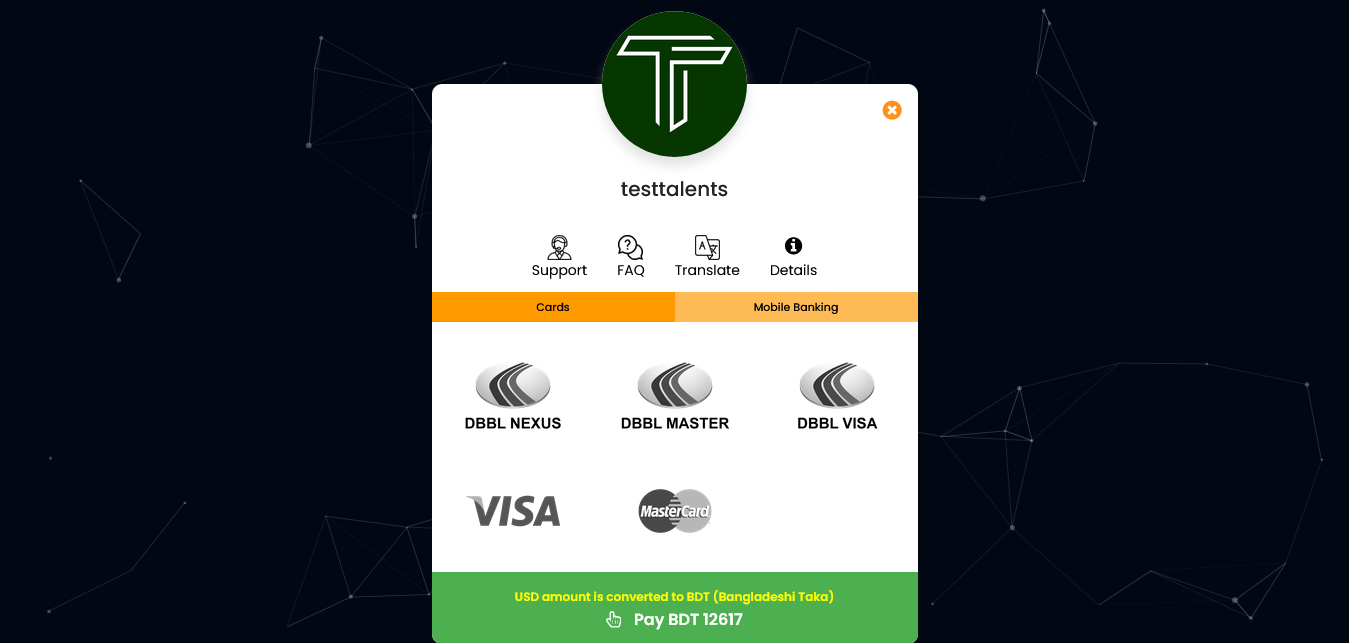 testtalents
Support FAQ Translate Details
Cards Mobile Banking
DBBL NEXUS DBBL MASTER DBBL VISA
VISA MasterCard
USD amount is converted to BDT (Bangladeshi Taka)
Pay BDT 12617